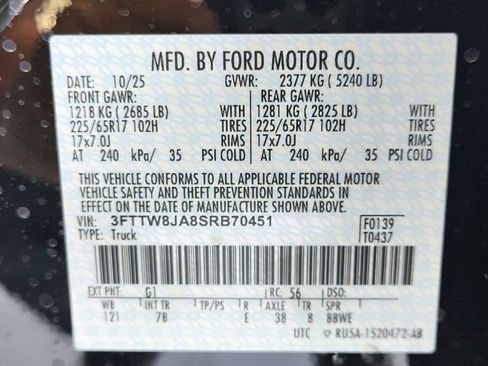 MFD. BY FORD MOTOR CO.
DATE: 10/25 GVWR: 2377 KG ( 5240 LB)
FRONT GAWR: REAR GAWR:
1218 KG ( 2685 LB) WITH 1281 KG ( 2825 LB) WITH
225/65R17 102H TIRES 225/65R17 102H TIRES
17x7.0J RIMS 17x7.0J RIMS
AT 240 kPa/ 35 PSI COLD AT 240 kPa/ 35 PSI COLD
THIS VEHICLE CONFORMS TO ALL APPLICABLE FEDERAL MOTOR
VEHICLE SAFETY AND THEFT PREVENTION STANDARDS IN
EFFECT ON THE DATE OF MANUFACTURE SHOWN ABOVE.
VIN: 3FTTW8JA8SRB70451 F0139
TYPE: Truck T0437
EXT PNT: G1 RC: 56 DSO:
WB INT TR TP/PS R AXLE TR SPR
121 7B E 38 8 BBWE
UTC RU5A-1520472-AB